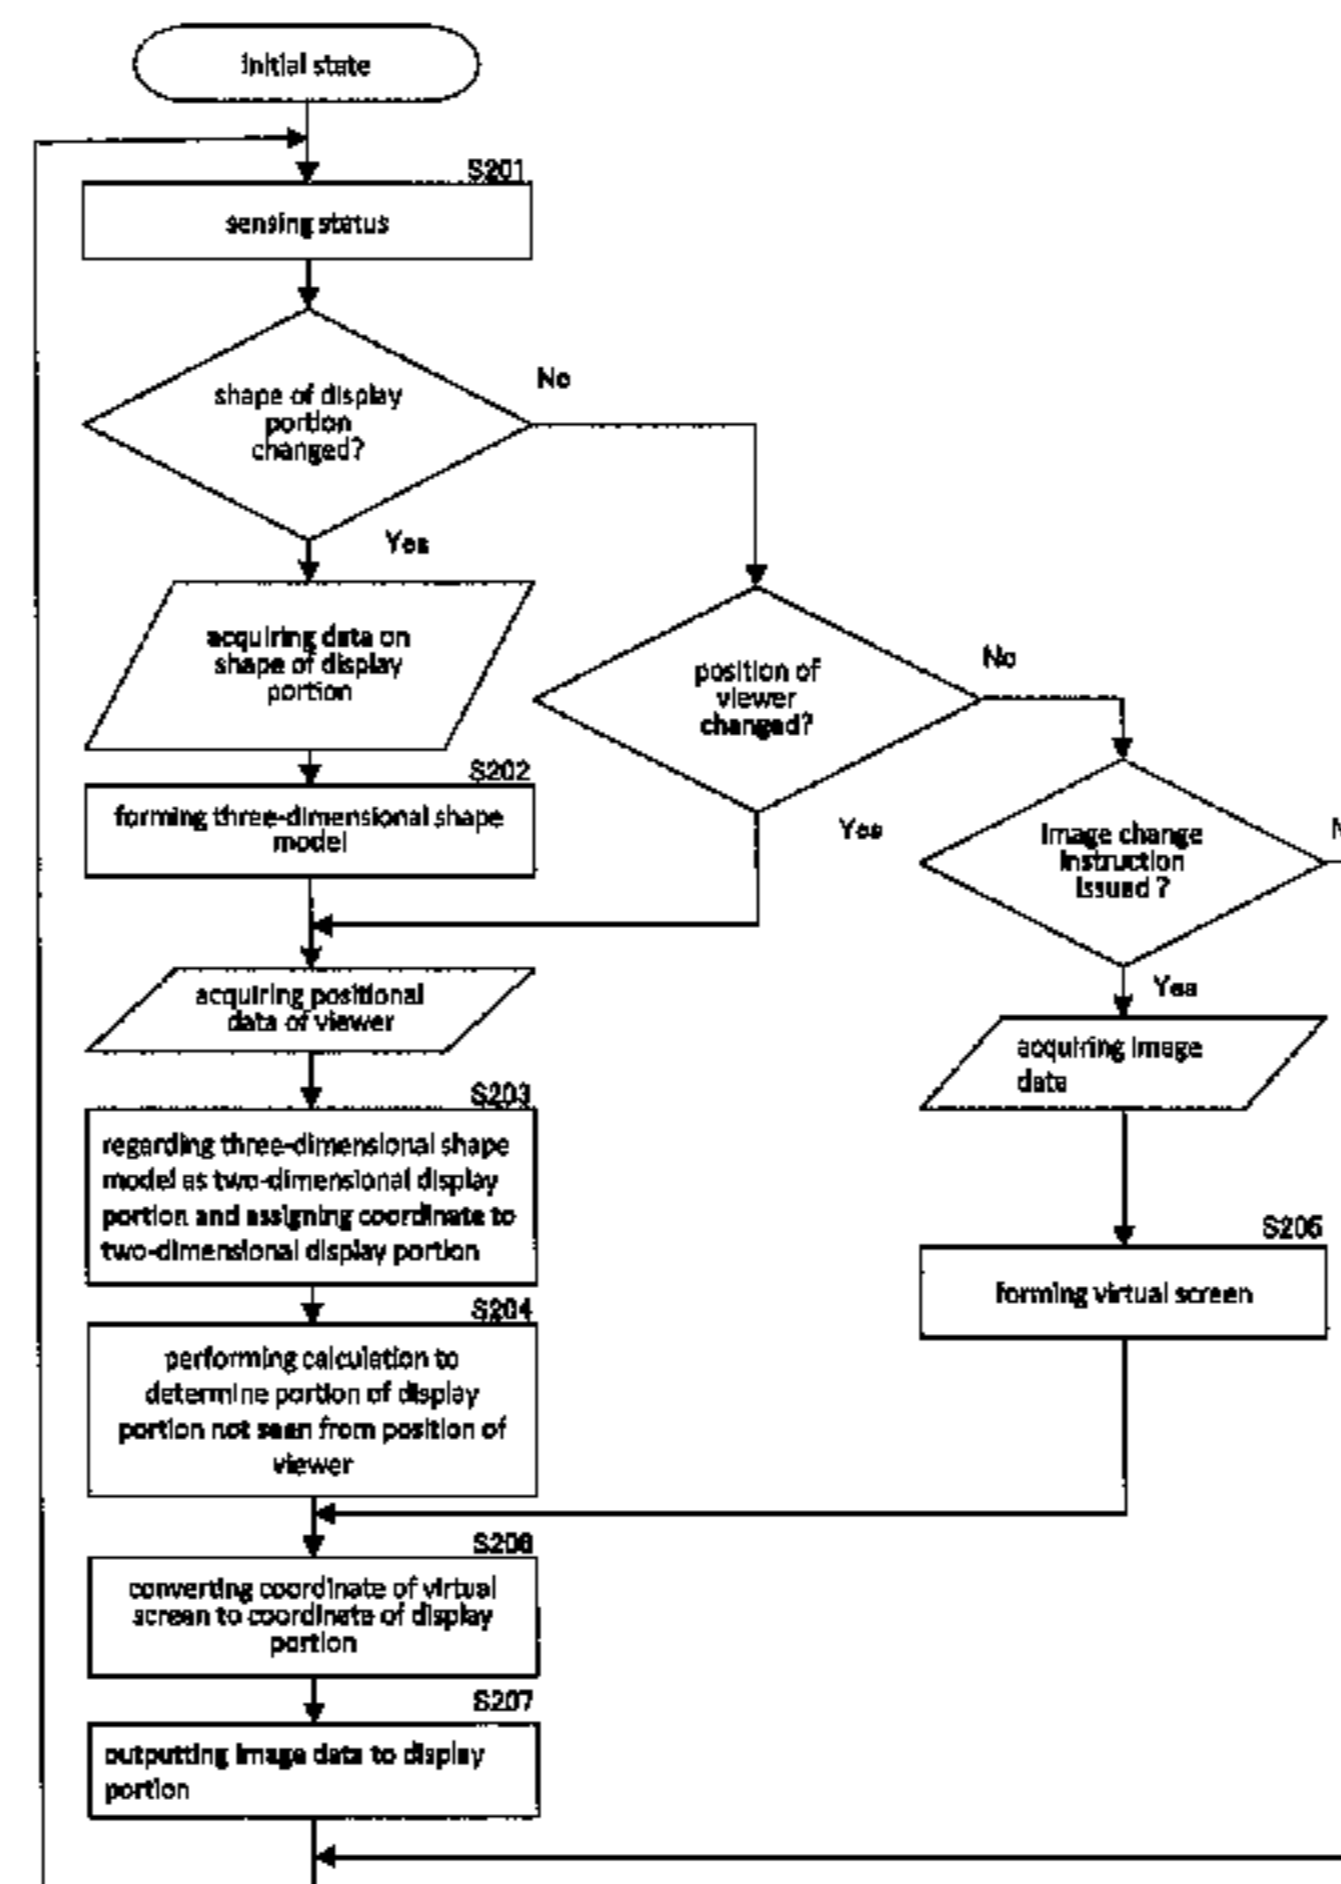 initial state
S201
sensing status
No
shape of display
portion
changed?
Yes
acquiring data on
shape of display
portion
No
position of
viewer
changed?
S202
forming three-dimensional shape
model
Yes
Image change
instruction
issued ?
acquiring positional
data of viewer
Yes
acquiring image
data
S203
regarding three-dimensional shape
model as two-dimensional display
portion and assigning coordinate to
two-dimensional display portion
S205
forming virtual screen
S204
performing calculation to
determine portion of display
portion not seen from position of
viewer
S206
converting coordinate of virtual
screen to coordinate of display
portion
S207
outputting image data to display
portion